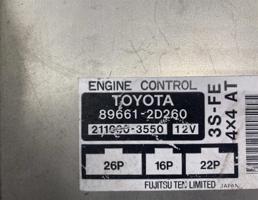 ENGINE CONTROL
TOYOTA
89661-2D260
211000-3550 12V
3S-FE
4X4 AT
26P 16P 22P
FUJITSU TEN LIMITED JAPAN